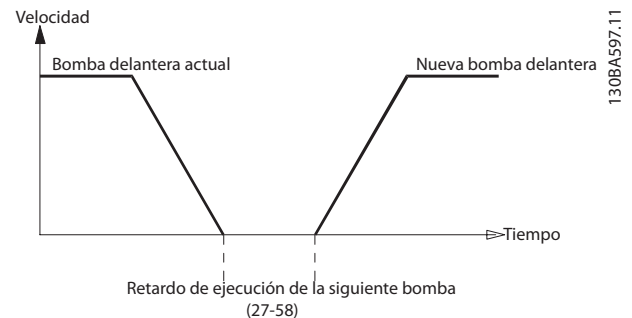 Velocidad
Bomba delantera actual
Nueva bomba delantera
130BA597.11
Tiempo
Retardo de ejecución de la siguiente bomba
(27-58)